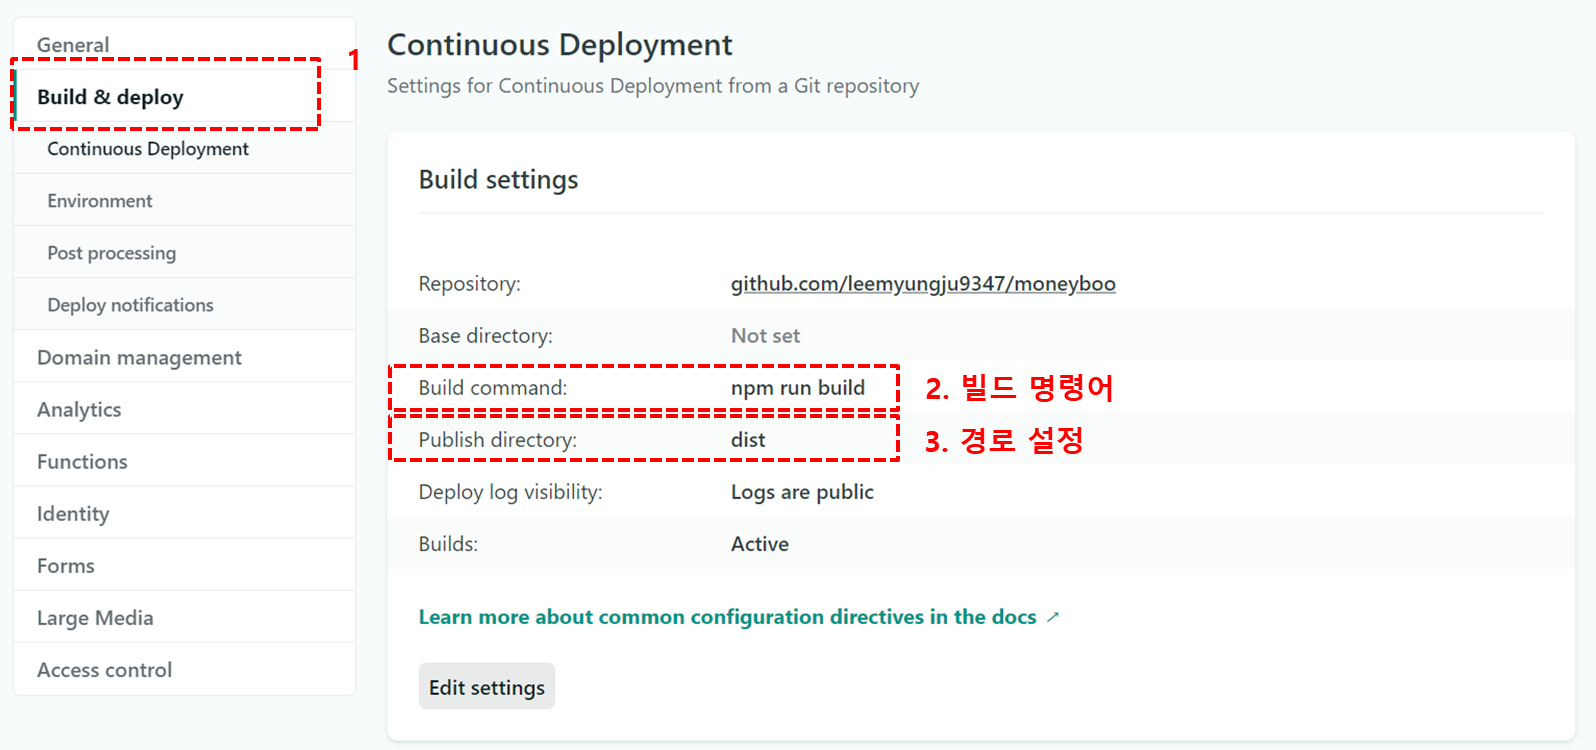 General
1
Build & deploy
Continuous Deployment
Environment
Post processing
Deploy notifications
Domain management
Analytics
Functions
Identity
Forms
Large Media
Access control
Continuous Deployment
Settings for Continuous Deployment from a Git repository
Build settings
Repository: github.com/leemyungju9347/moneyboo
Base directory: Not set
Build command: npm run build 2. 빌드 명령어
Publish directory: dist 3. 경로 설정
Deploy log visibility: Logs are public
Builds: Active
Learn more about common configuration directives in the docs ↗
Edit settings